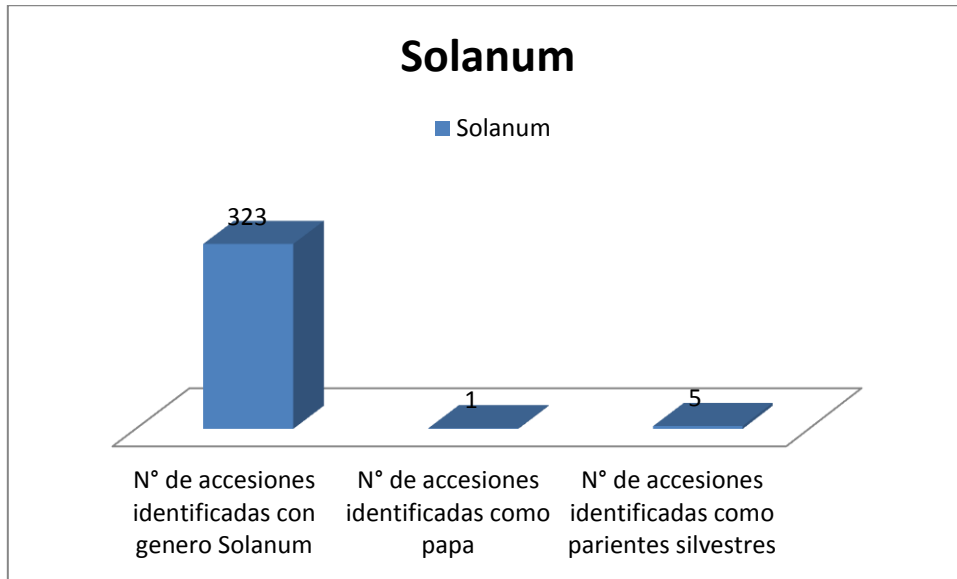 Solanum
Solanum
323
1
5
N° de accesiones
identificadas con
genero Solanum
N° de accesiones
identificadas como
papa
N° de accesiones
identificadas como
parientes silvestres